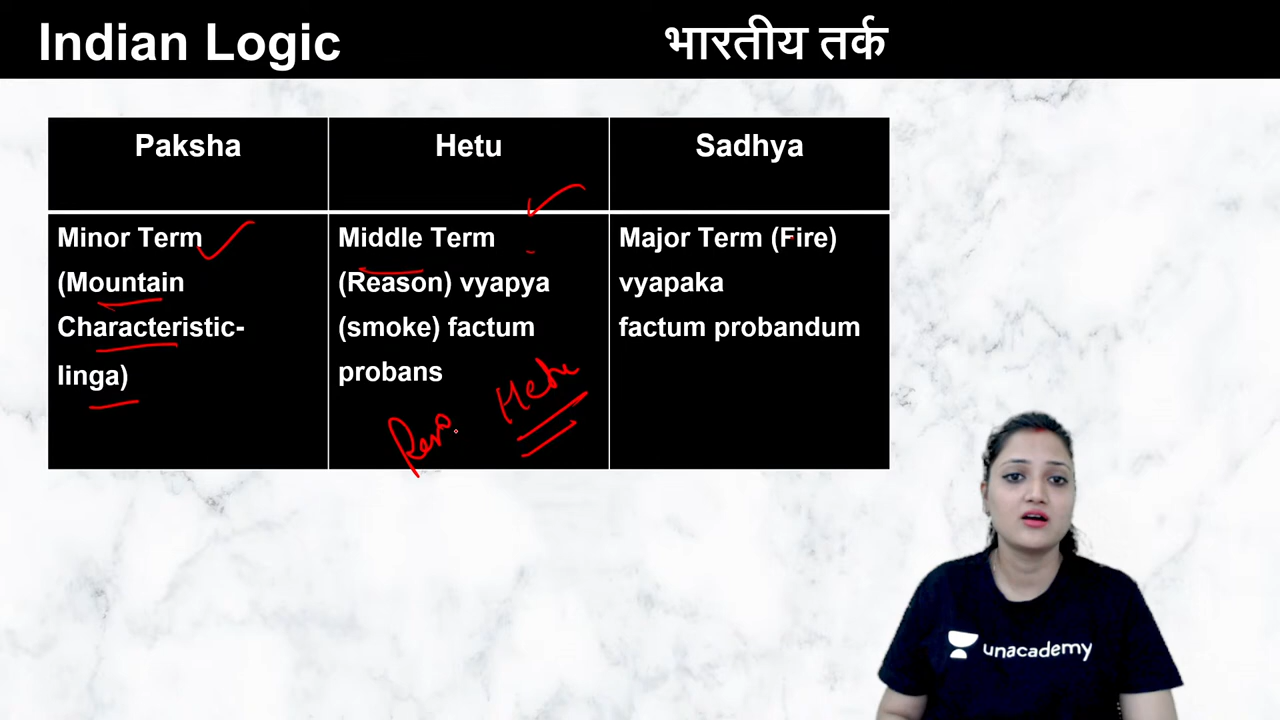 Indian Logic
भारतीय तर्क
Paksha
Hetu
Sadhya
Minor Term
(Mountain
Characteristic-
linga)
Middle Term
(Reason) vyapya
(smoke) factum
probans
Hetu
Major Term (Fire)
vyapaka
factum probandum
unacademy